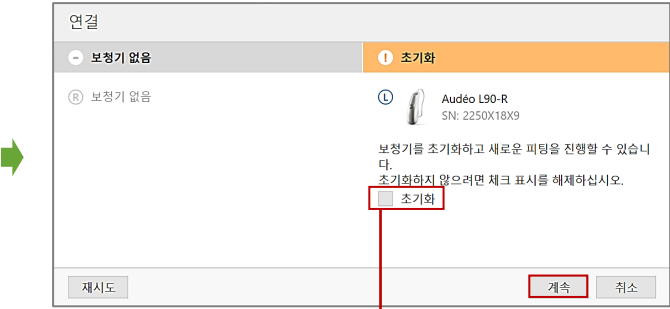 연결
보청기 없음
! 초기화
R 보청기 없음
L Audéo L90-R
SN: 2250X18X9
보청기를 초기화하고 새로운 피팅을 진행할 수 있습니
다.
초기화하지 않으려면 체크 표시를 해제하십시오.
초기화
재시도
계속
취소